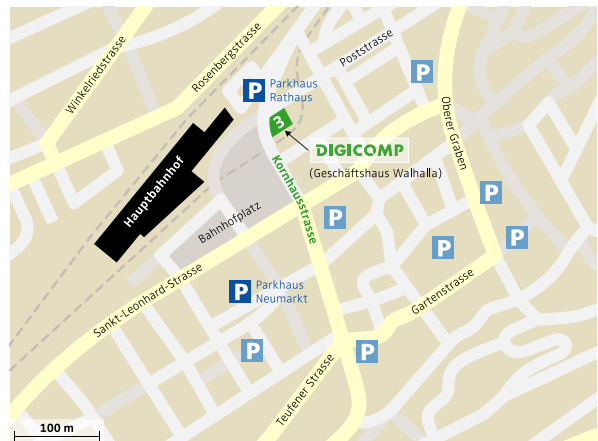 Winkelriedstrasse
Rosenbergstrasse
Poststrasse
P
P Parkhaus
Rathaus
3
DIGICOMP
(Geschäftshaus Walhalla)
Oberer Graben
Hauptbahnhof
Kornhausstrasse
P
Bahnhofplatz
P
P
P
Sankt-Leonhard-Strasse
P Parkhaus
Neumarkt
Gartenstrasse
P
P
Teufener Strasse
100 m